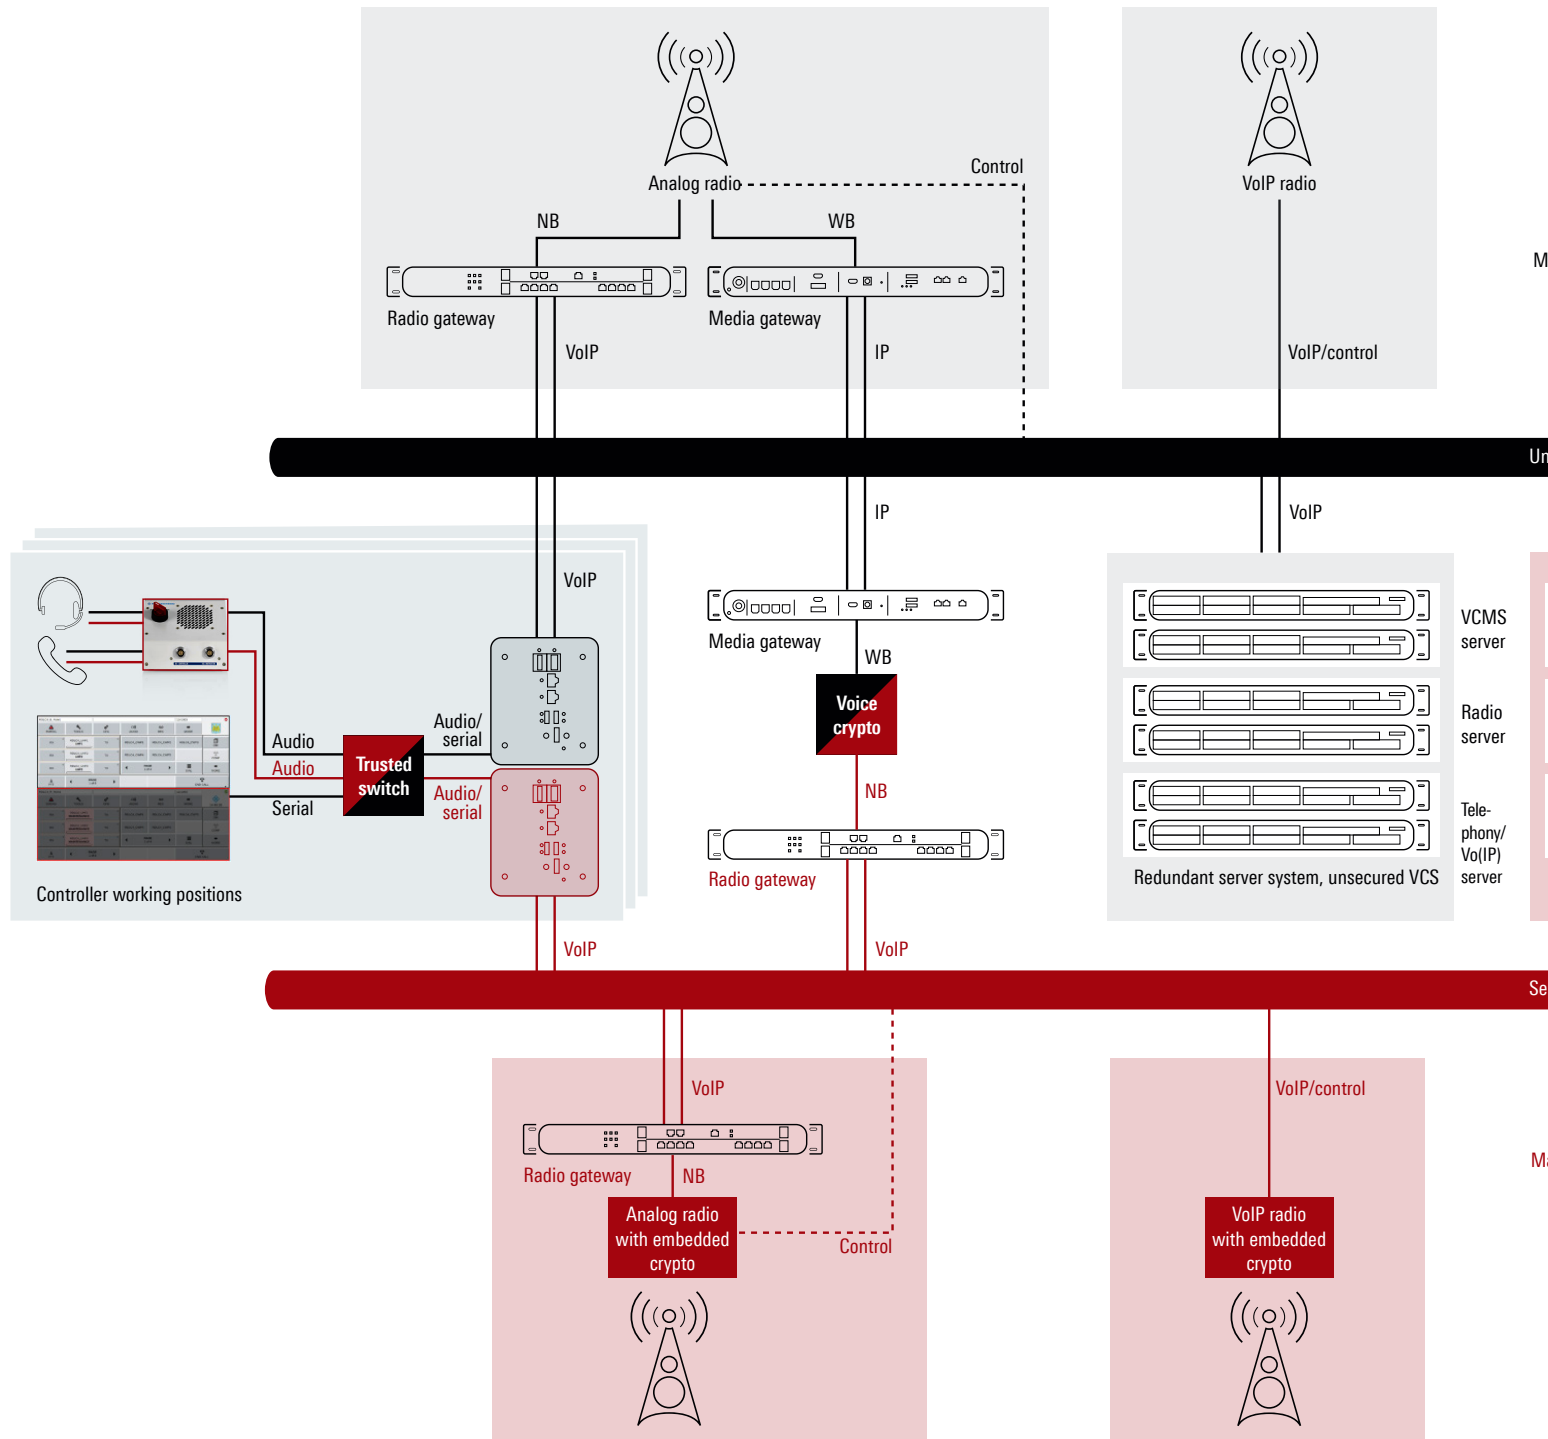 Control
Analog radio
VoIP radio
NB
WB
M
Radio gateway
Media gateway
VoIP
IP
VoIP/control
Un
IP
VoIP
VoIP
VCMS
server
Media gateway
WB
Voice
crypto
Radio
server
Audio/
serial
Audio
Audio
Trusted
switch
Serial
Audio/
serial
NB
Tele-
phony/
Vo(IP)
server
Radio gateway
Redundant server system, unsecured VCS
Controller working positions
VoIP
VoIP
Se
VoIP
VoIP/control
Radio gateway
NB
Ma
Analog radio
with embedded
crypto
Control
VoIP radio
with embedded
crypto